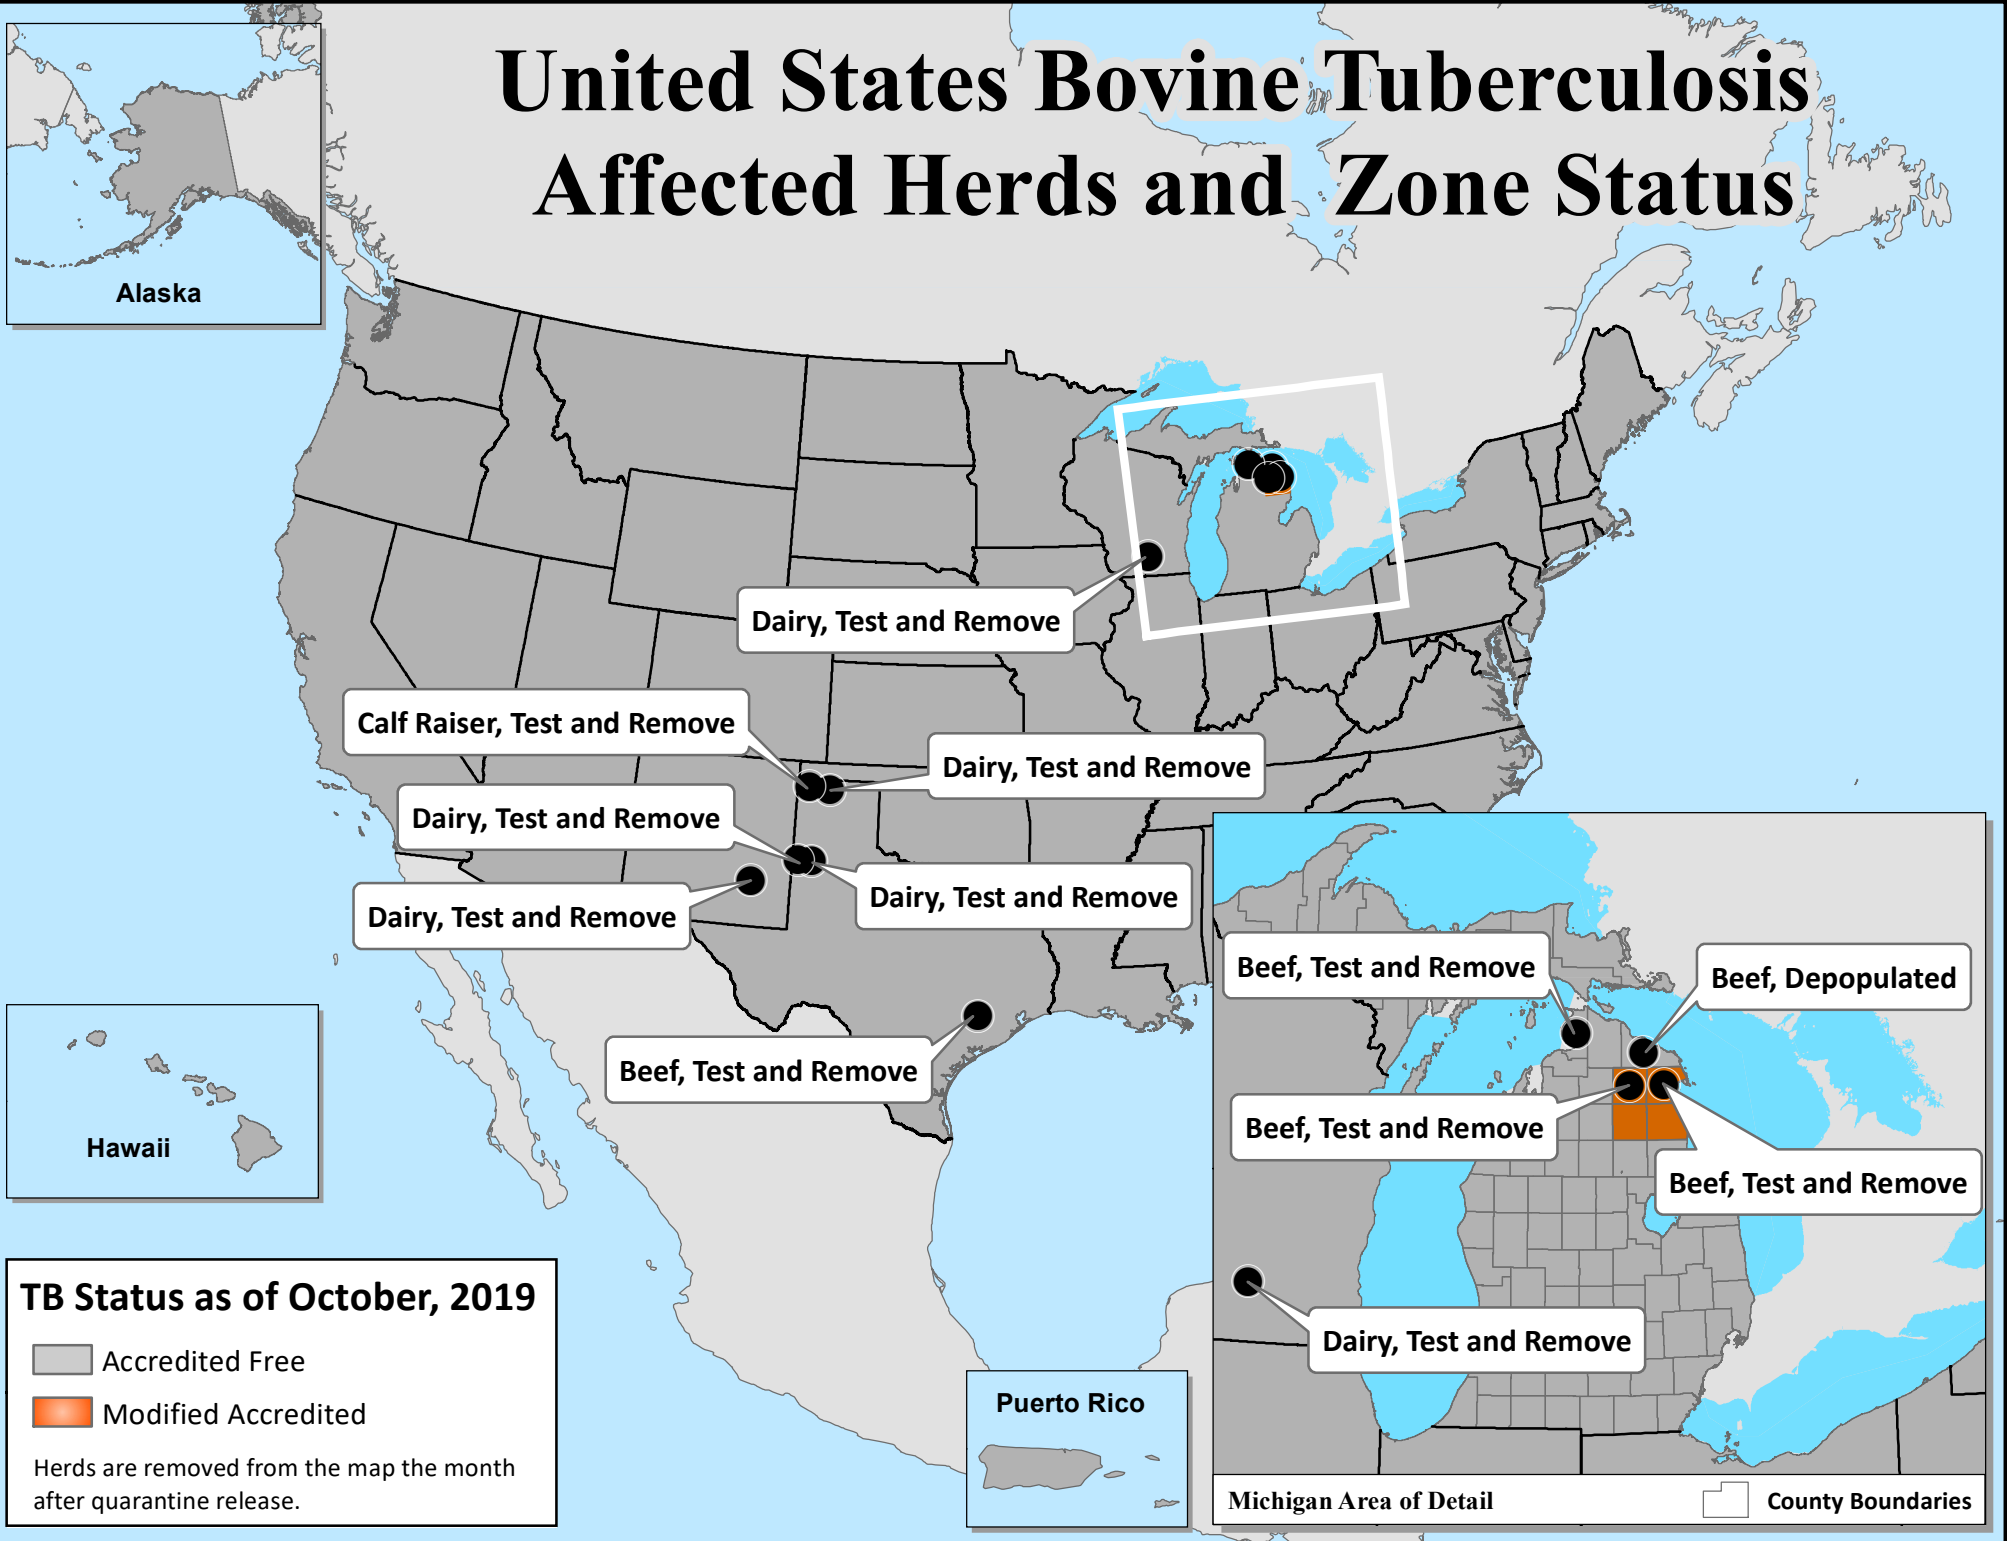 United States Bovine Tuberculosis
Affected Herds and Zone Status
Alaska
Dairy, Test and Remove
Calf Raiser, Test and Remove
Dairy, Test and Remove
Dairy, Test and Remove
Dairy, Test and Remove
Dairy, Test and Remove
Beef, Test and Remove
Hawaii
TB Status as of October, 2019
Accredited Free
Modified Accredited
Herds are removed from the map the month
after quarantine release.
Puerto Rico
Beef, Test and Remove
Beef, Depopulated
Beef, Test and Remove
Beef, Test and Remove
Dairy, Test and Remove
Michigan Area of Detail
County Boundaries